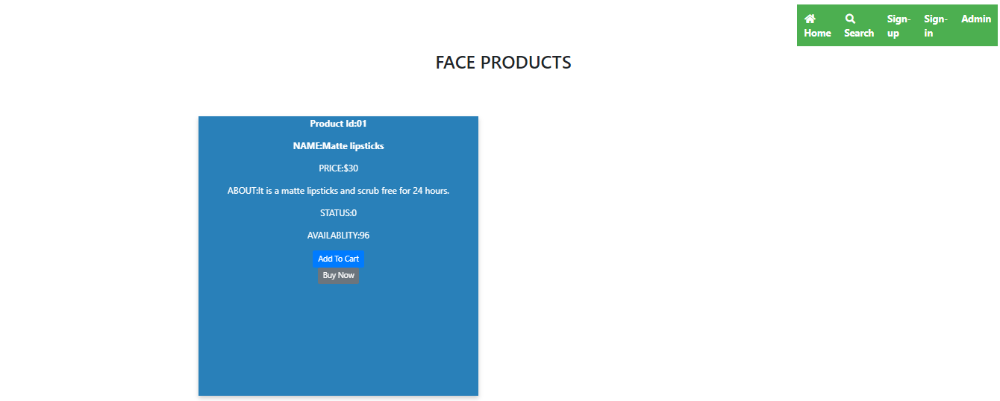 Home
Search
Sign-
up
Sign-
in
Admin
FACE PRODUCTS
Product Id:01
NAME:Matte lipsticks
PRICE:$30
ABOUT:It is a matte lipsticks and scrub free for 24 hours.
STATUS:0
AVAILABLITY:96
Add To Cart
Buy Now